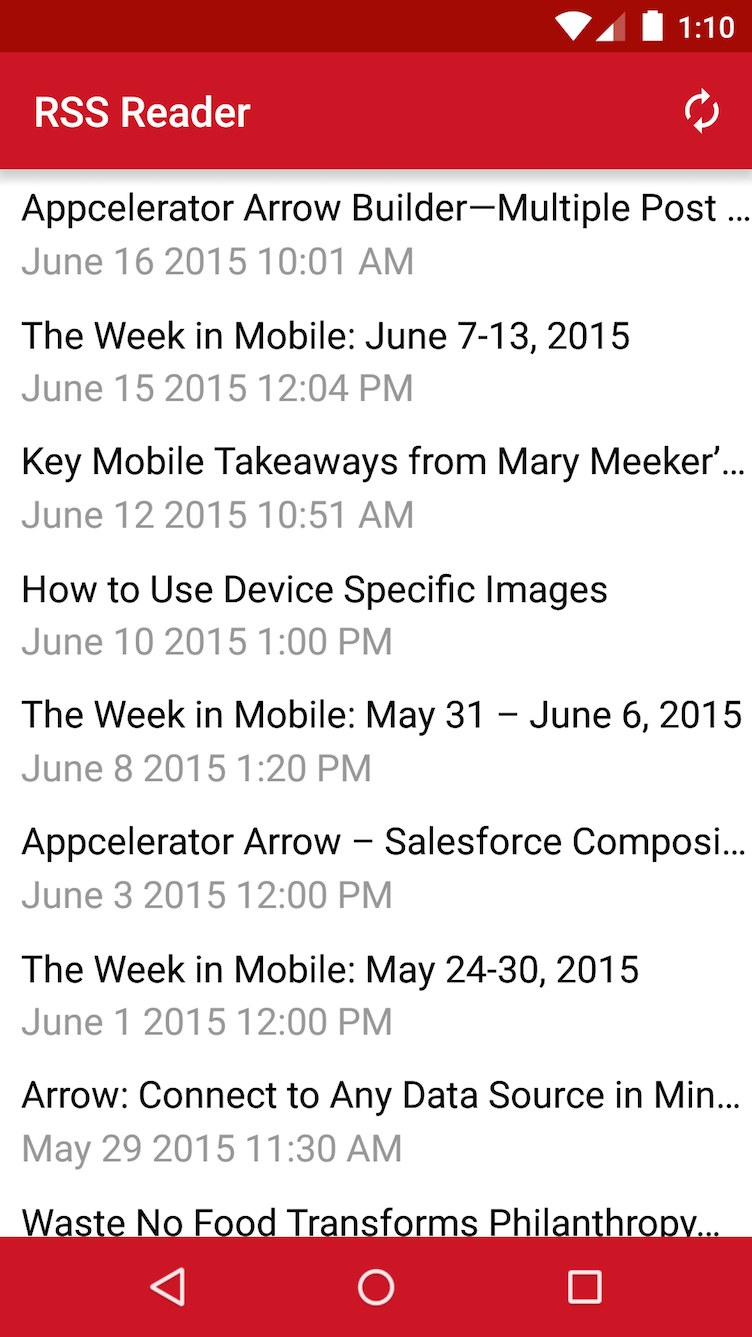 1:10
RSS Reader
Appcelerator Arrow Builder—Multiple Post ...
June 16 2015 10:01 AM
The Week in Mobile: June 7-13, 2015
June 15 2015 12:04 PM
Key Mobile Takeaways from Mary Meeker’...
June 12 2015 10:51 AM
How to Use Device Specific Images
June 10 2015 1:00 PM
The Week in Mobile: May 31 – June 6, 2015
June 8 2015 1:20 PM
Appcelerator Arrow – Salesforce Composi...
June 3 2015 12:00 PM
The Week in Mobile: May 24-30, 2015
June 1 2015 12:00 PM
Arrow: Connect to Any Data Source in Min...
May 29 2015 11:30 AM
Waste No Food Transforms Philanthropy...